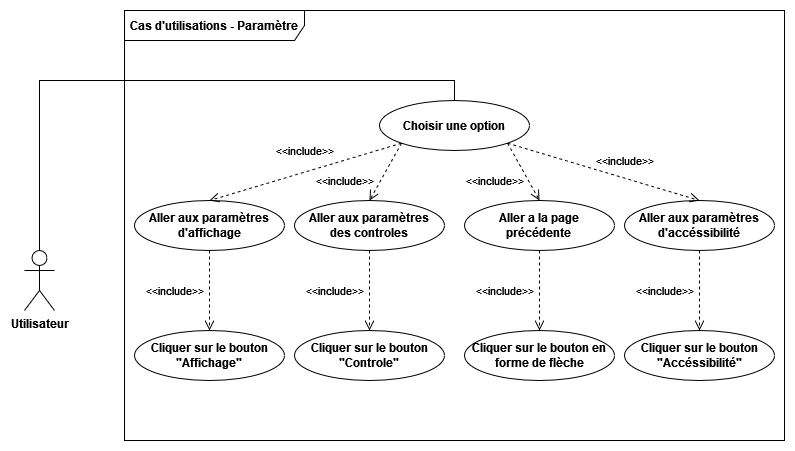 Cas d'utilisations - Paramètre
Choisir une option
<<include>>
<<include>>
<<include>>
<<include>>
Aller aux paramètres
d'affichage
Aller aux paramètres
des controles
Aller a la page
précédente
Aller aux paramètres
d'accéssibilité
<<include>>
<<include>>
<<include>>
<<include>>
Utilisateur
Cliquer sur le bouton
"Affichage"
Cliquer sur le bouton
"Controle"
Cliquer sur le bouton en
forme de flèche
Cliquer sur le bouton
"Accéssibilité"